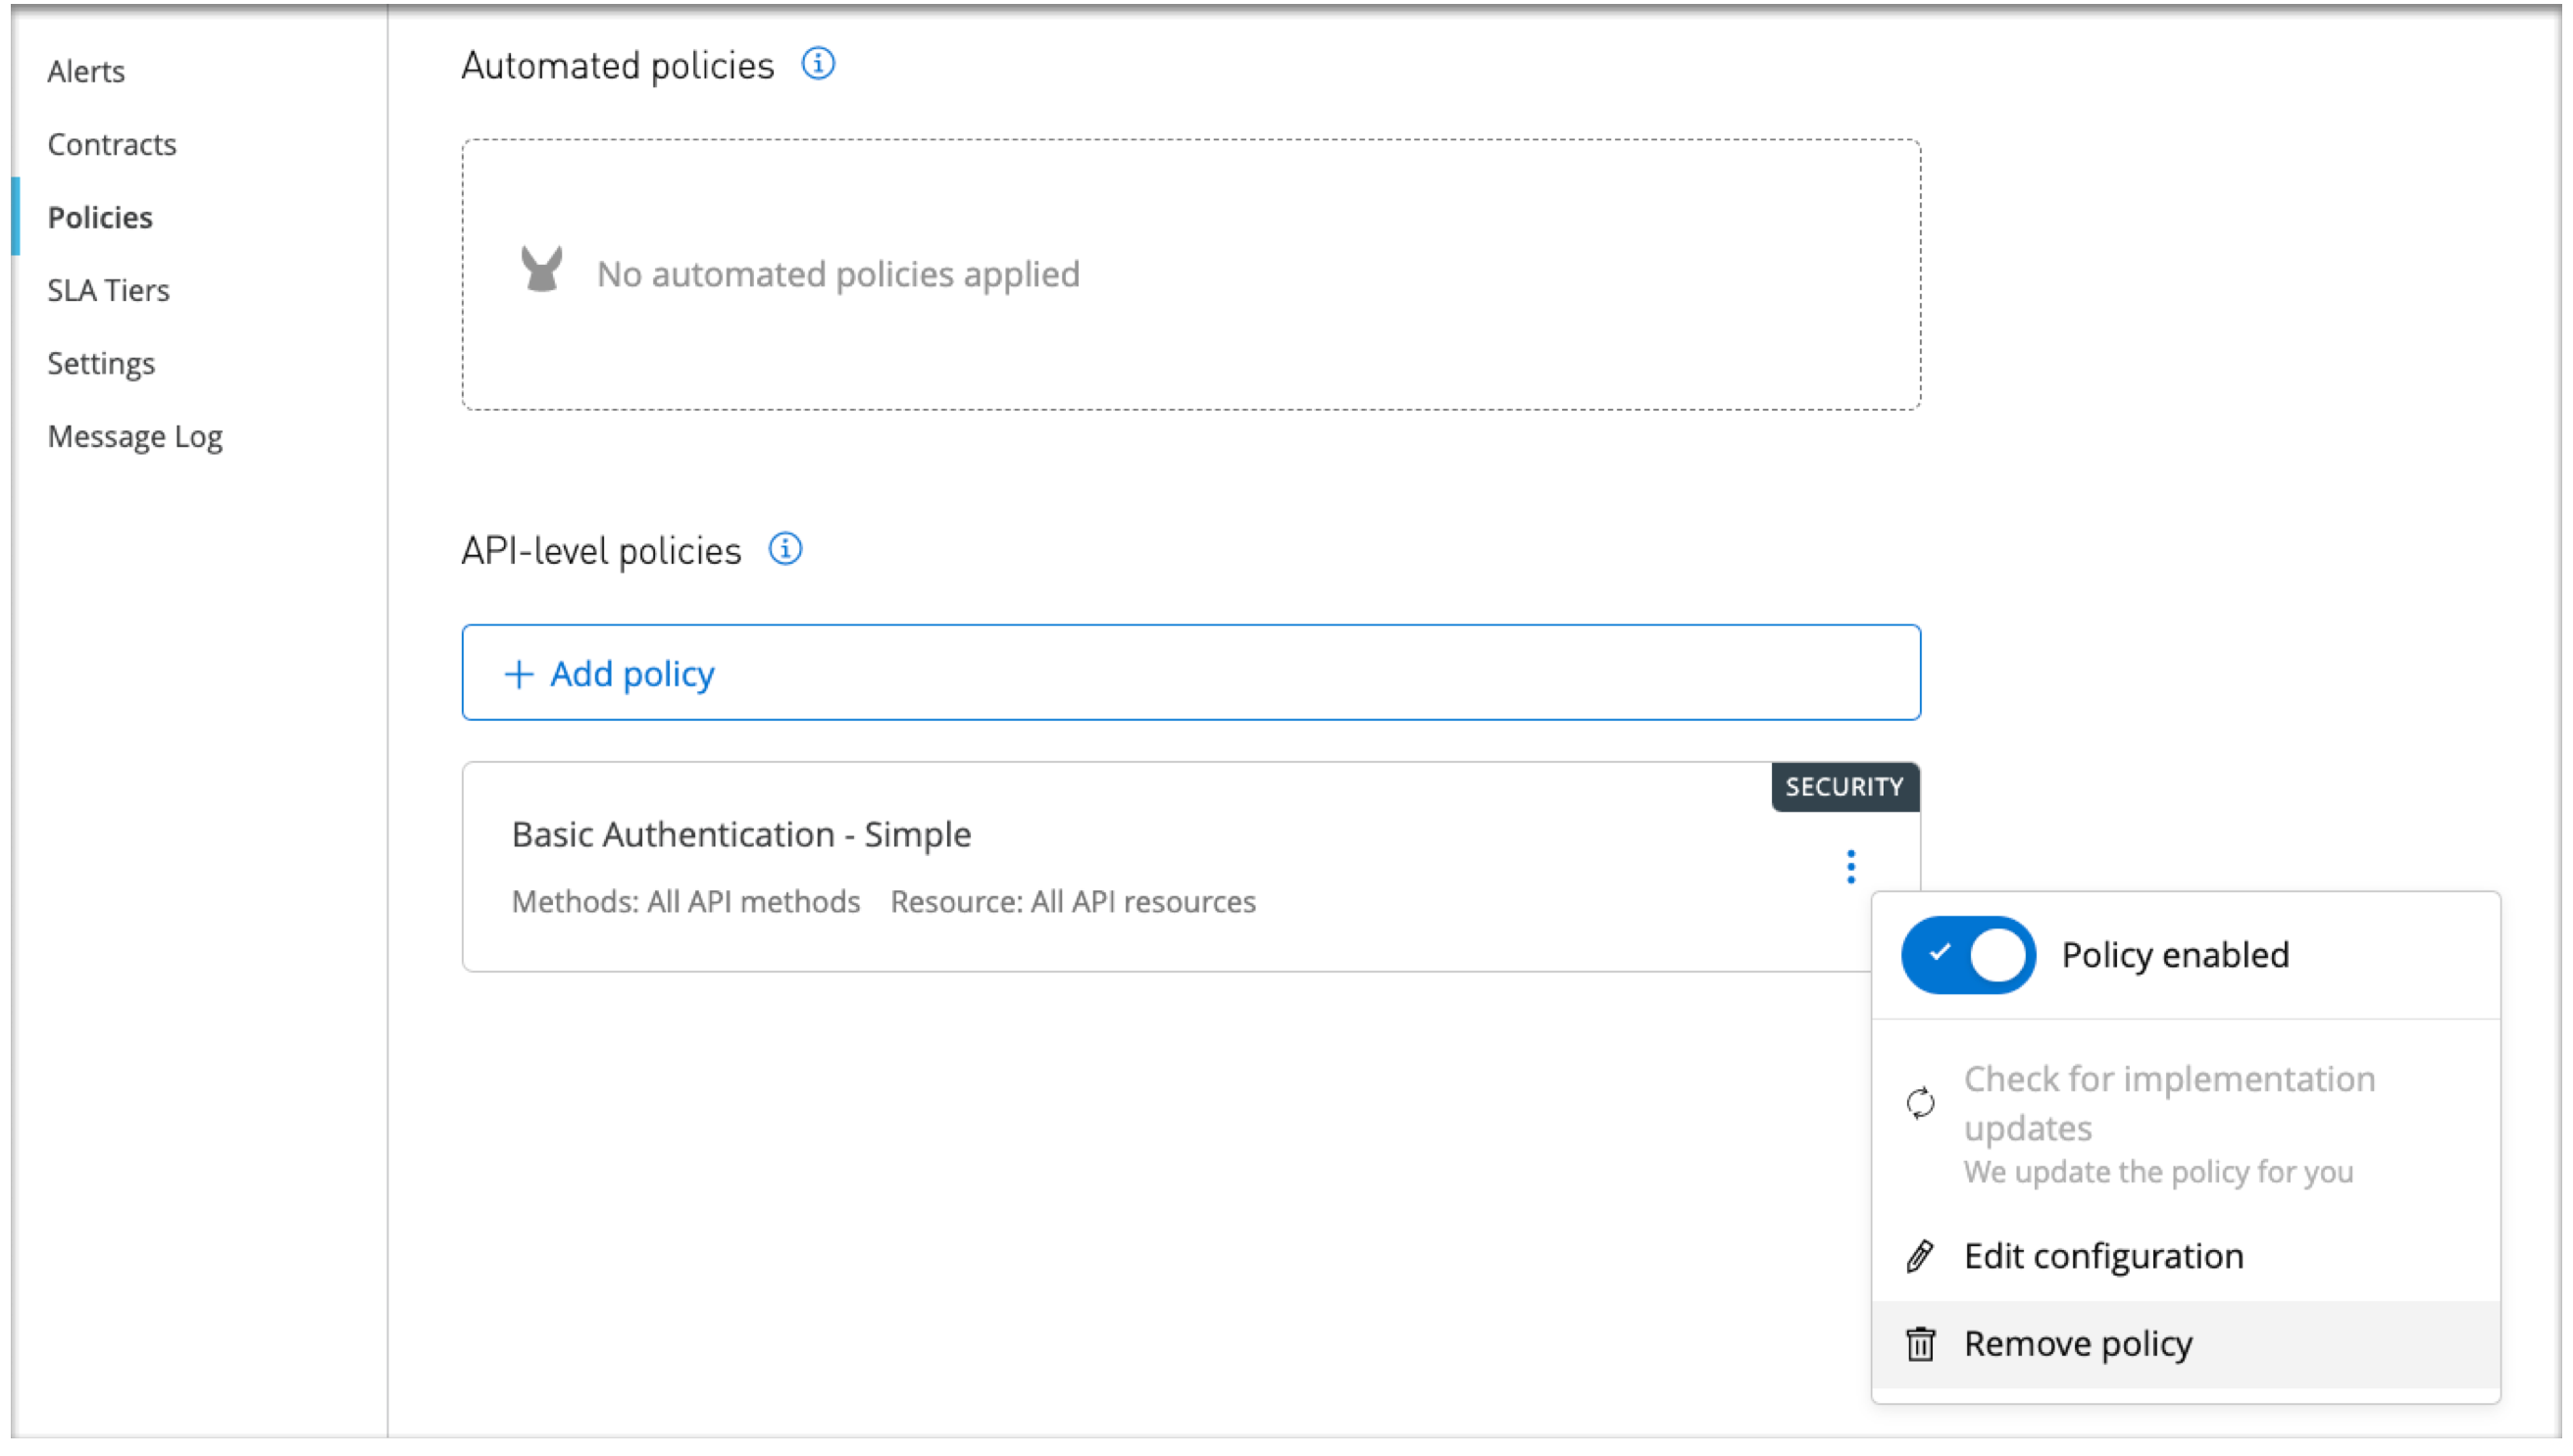 Alerts
Contracts
Policies
SLA Tiers
Settings
Message Log
Automated policies
No automated policies applied
API-level policies
+ Add policy
SECURITY
Basic Authentication - Simple
Methods: All API methods Resource: All API resources
Policy enabled
Check for implementation
updates
We update the policy for you
Edit configuration
Remove policy